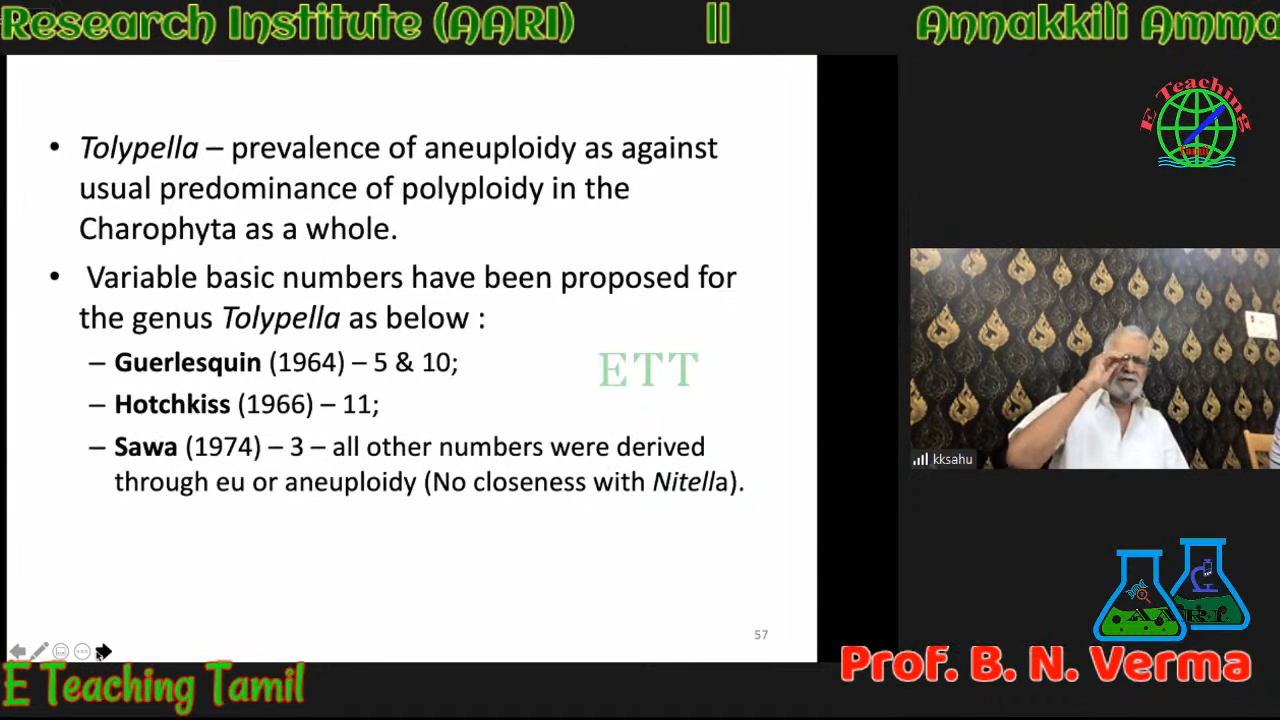 Research Institute (AARI) || Annakkili Amma
E Teaching
Tamil
• Tolypella – prevalence of aneuploidy as against
usual predominance of polyploidy in the
Charophyta as a whole.
• Variable basic numbers have been proposed for
the genus Tolypella as below :
– Guerlesquin (1964) – 5 & 10;
– Hotchkiss (1966) – 11;
– Sawa (1974) – 3 – all other numbers were derived
through eu or aneuploidy (No closeness with Nitella).
ETT
kksahu
AARI
57
E Teaching Tamil
Prof. B. N. Verma